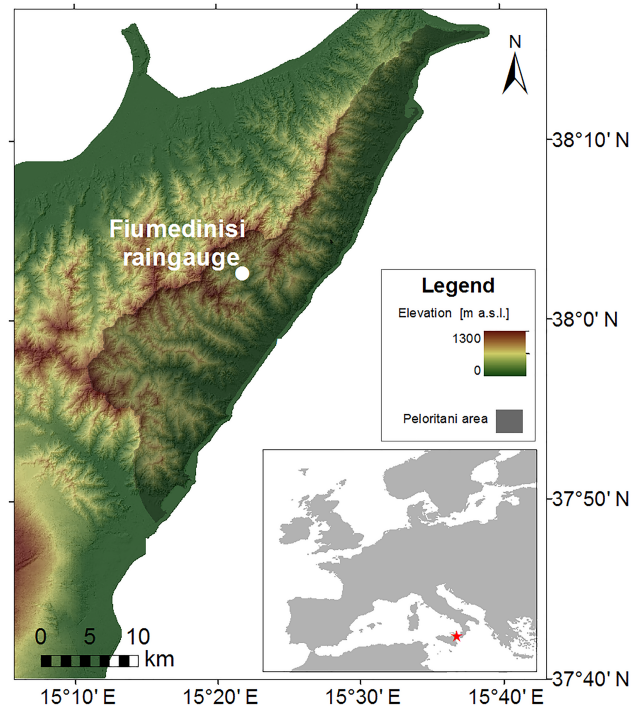 N
38°10' N
Fiumedinisi
raingauge
Legend
Elevation [m a.s.l.]
1300
0
Peloritani area
38°0' N
37°50' N
0 5 10
km
37°40' N
15°10' E 15°20' E 15°30' E 15°40' E